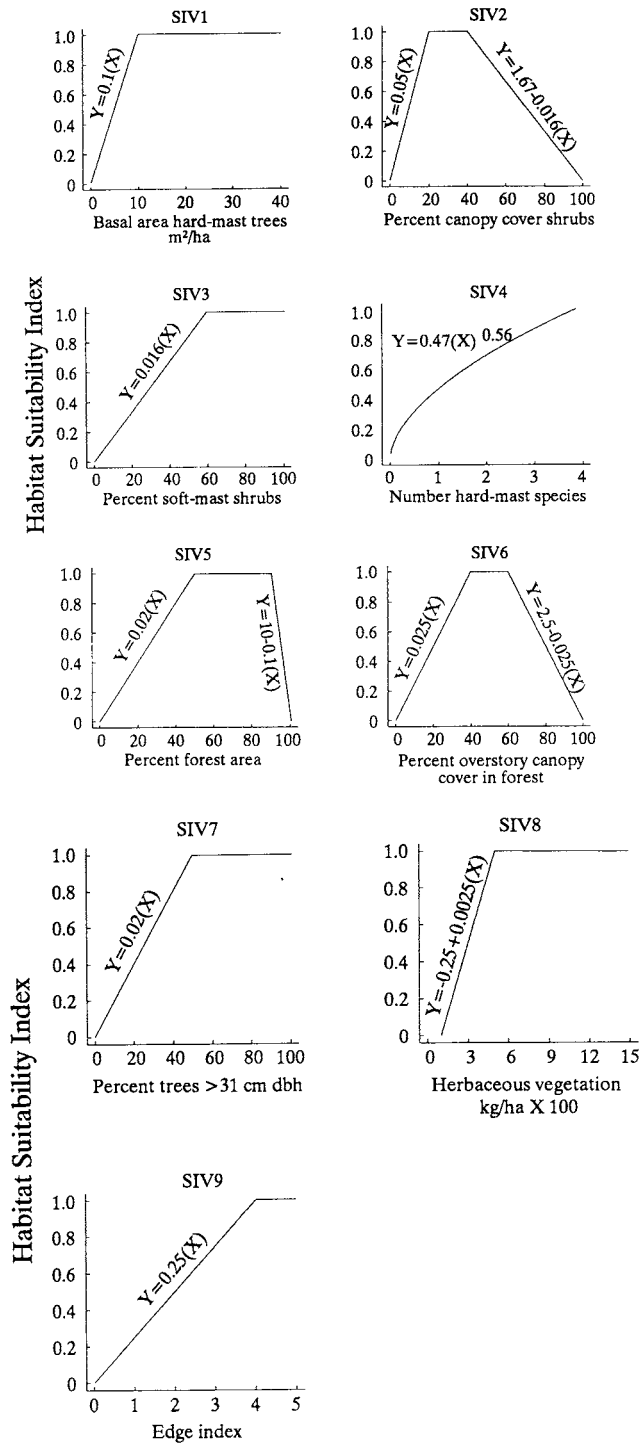 SIV1
1.0
0.8
0.6
0.4
0.2
0
Y=0.1(X)
0 10 20 30 40
Basal area hard-mast trees
m²/ha
SIV2
1.0
0.8
0.6
0.4
0.2
0
Y=0.05(X)
Y=1.67-0.016(X)
0 20 40 60 80 100
Percent canopy cover shrubs
Habitat Suitability Index
SIV3
1.0
0.8
0.6
0.4
0.2
0
Y=0.016(X)
0 20 40 60 80 100
Percent soft-mast shrubs
SIV4
1.0
0.8
0.6
0.4
0.2
0
Y=0.47(X) 0.56
0 1 2 3 4
Number hard-mast species
SIV5
1.0
0.8
0.6
0.4
0.2
0
Y=0.02(X)
Y=10-0.1(X)
0 20 40 60 80 100
Percent forest area
SIV6
1.0
0.8
0.6
0.4
0.2
0
Y=0.025(X)
Y=2.5-0.025(X)
0 20 40 60 80 100
Percent overstory canopy
cover in forest
Habitat Suitability Index
SIV7
1.0
0.8
0.6
0.4
0.2
0
Y=0.02(X)
0 20 40 60 80 100
Percent trees >31 cm dbh
SIV8
1.0
0.8
0.6
0.4
0.2
0
Y=-0.25+0.0025(X)
0 3 6 9 12 15
Herbaceous vegetation
kg/ha X 100
SIV9
1.0
0.8
0.6
0.4
0.2
0
Y=0.25(X)
0 1 2 3 4 5
Edge index